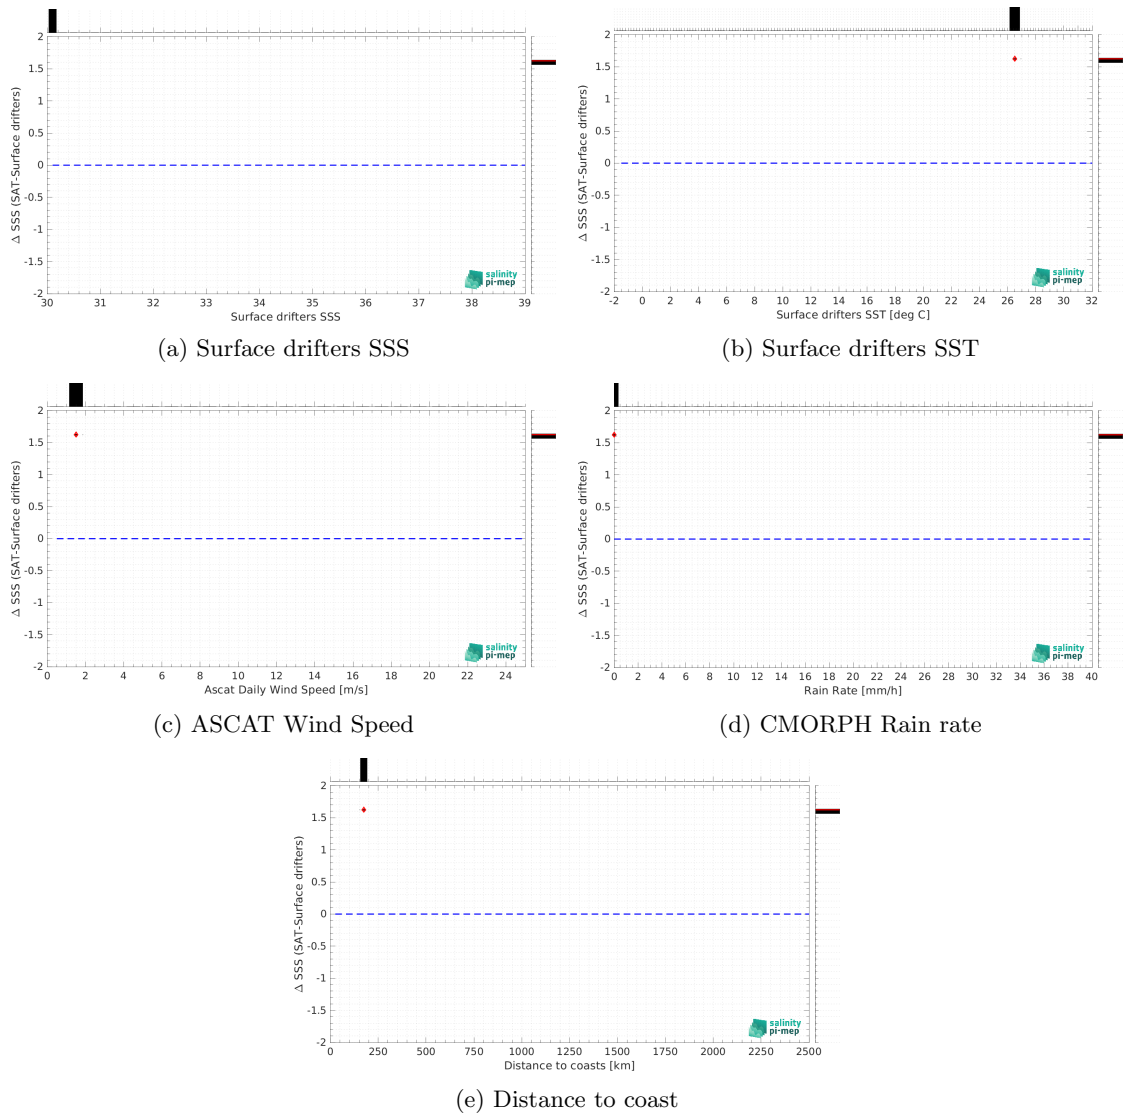 2
1.5
1
0.5
0
-0.5
-1
-1.5
-2
Δ SSS (SAT-Surface drifters)
30 31 32 33 34 35 36 37 38 39
Surface drifters SSS
salinity
pi-mep
(a) Surface drifters SSS
2
1.5
1
0.5
0
-0.5
-1
-1.5
-2
Δ SSS (SAT-Surface drifters)
-2 0 2 4 6 8 10 12 14 16 18 20 22 24 26 28 30 32
Surface drifters SST [deg C]
salinity
pi-mep
(b) Surface drifters SST
2
1.5
1
0.5
0
-0.5
-1
-1.5
-2
Δ SSS (SAT-Surface drifters)
0 2 4 6 8 10 12 14 16 18 20 22 24
Ascat Daily Wind Speed [m/s]
salinity
pi-mep
(c) ASCAT Wind Speed
2
1.5
1
0.5
0
-0.5
-1
-1.5
-2
Δ SSS (SAT-Surface drifters)
0 2 4 6 8 10 12 14 16 18 20 22 24 26 28 30 32 34 36 38 40
Rain Rate [mm/h]
salinity
pi-mep
(d) CMORPH Rain rate
2
1.5
1
0.5
0
-0.5
-1
-1.5
-2
Δ SSS (SAT-Surface drifters)
0 250 500 750 1000 1250 1500 1750 2000 2250 2500
Distance to coasts [km]
salinity
pi-mep
(e) Distance to coast